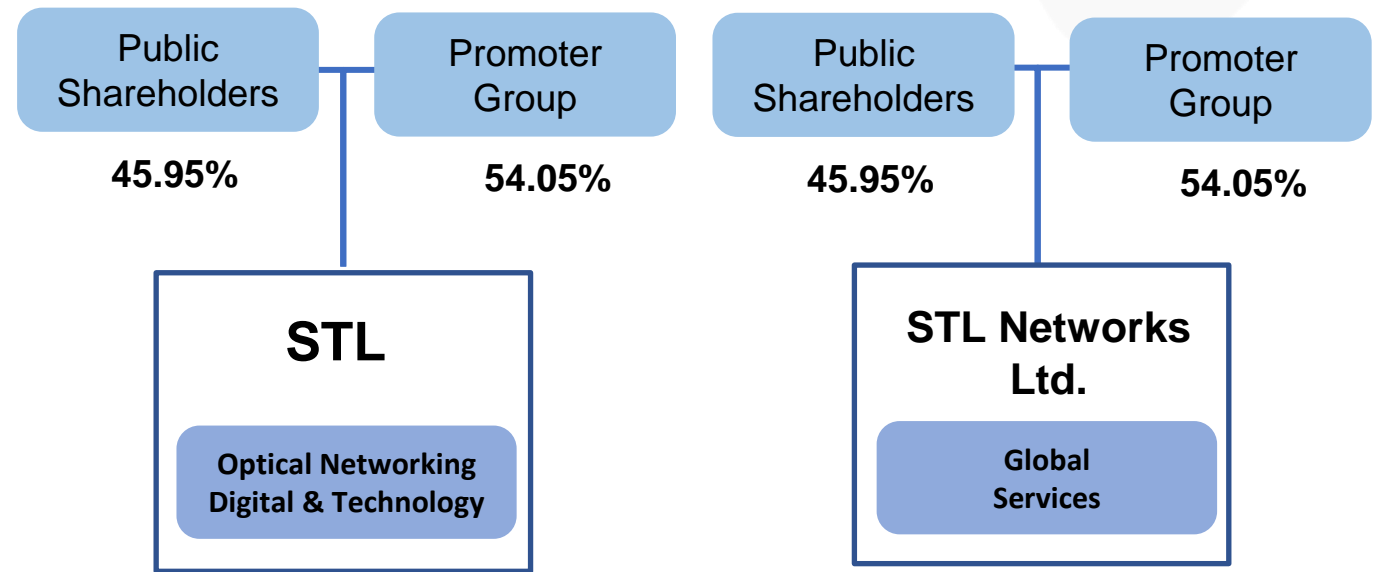 Public
Shareholders
Promoter
Group
45.95%
54.05%
STL
Optical Networking
Digital & Technology
Public
Shareholders
Promoter
Group
45.95%
54.05%
STL Networks
Ltd.
Global
Services